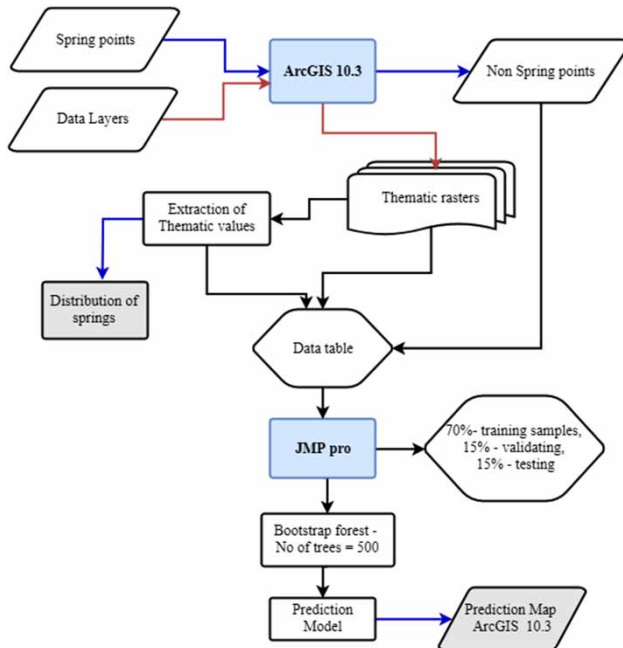 Spring points
ArcGIS 10.3
Non Spring points
Data Layers
Thematic rasters
Extraction of
Thematic values
Distribution of
springs
Data table
JMP pro
70%- training samples,
15% - validating,
15% - testing
Bootstrap forest -
No of trees = 500
Prediction
Model
Prediction Map
ArcGIS 10.3